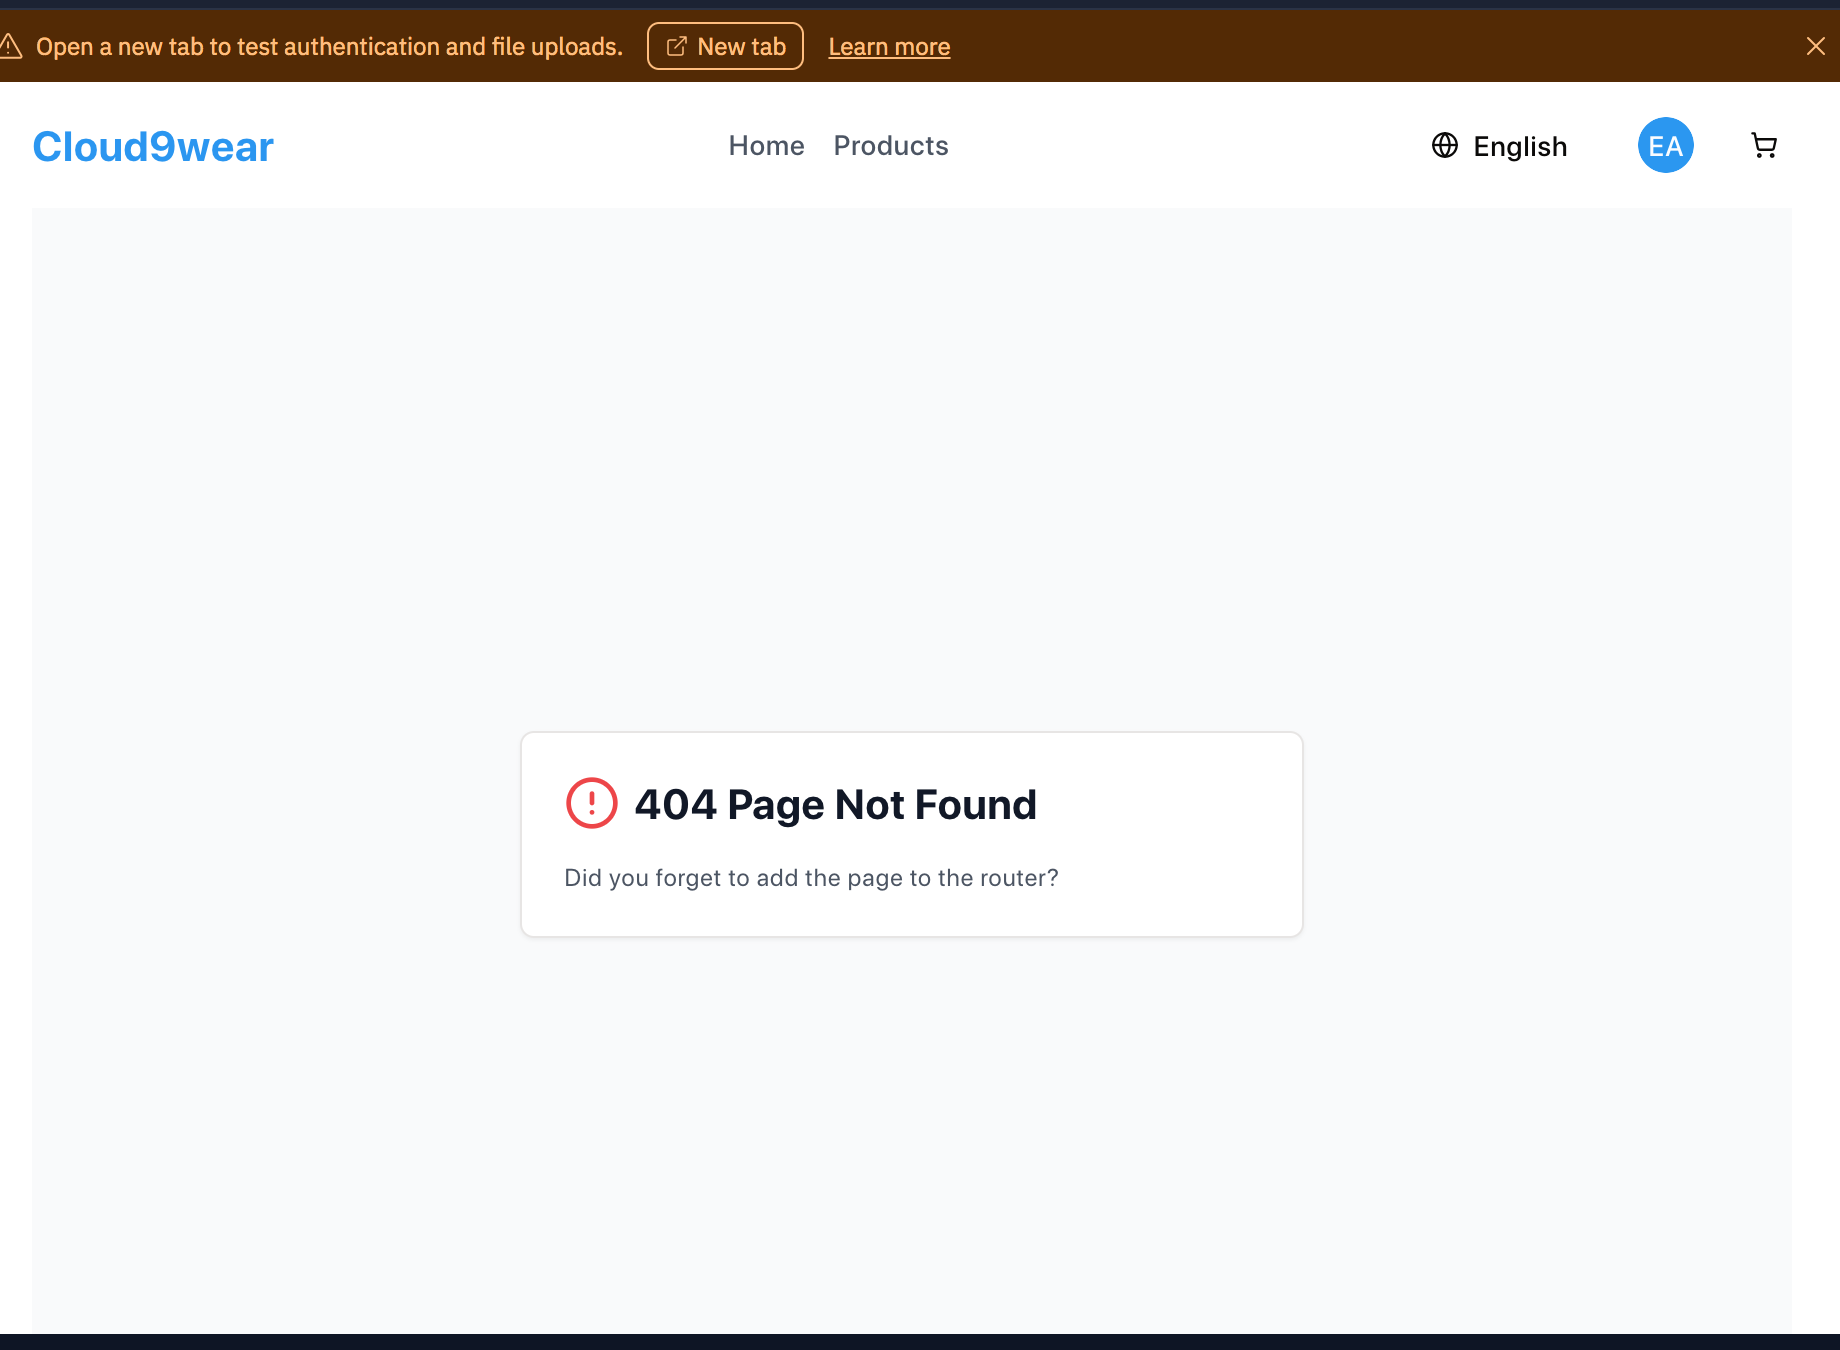 Open a new tab to test authentication and file uploads. New tab Learn more
Cloud9wear Home Products English EA
404 Page Not Found
Did you forget to add the page to the router?